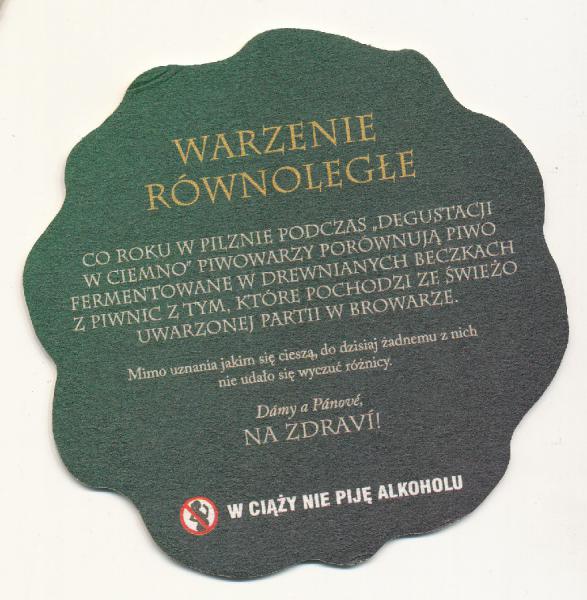 WARZENIE
RÓWNOLEGŁE
CO ROKU W PILZNIE PODCZAS „DEGUSTACJI
W CIEMNO” PIWOWARZY PORÓWNUJĄ PIWO
FERMENTOWANE W DREWNIANYCH BECZKACH
Z PIWNIC Z TYM, KTÓRE POCHODZI ZE ŚWIEŻO
UWARZONEJ PARTII W BROWARZE.
Mimo uznania jakim się cieszą, do dzisiaj żadnemu z nich
nie udało się wyczuć różnicy.
Dámy a Pánové,
NA ZDRAVÍ!
W CIĄŻY NIE PIJĘ ALKOHOLU